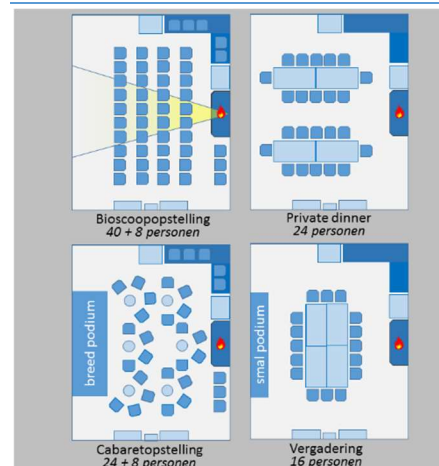 Bioscoopopstelling
40 + 8 personen
Private dinner
24 personen
breed podium
smal podium
Cabaretopstelling
24 + 8 personen
Vergadering
16 personen